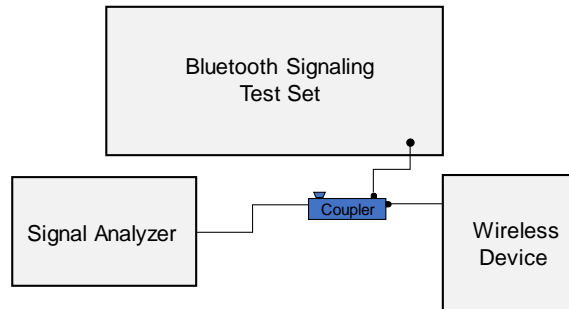 Bluetooth Signaling
Test Set
Coupler
Signal Analyzer
Wireless
Device